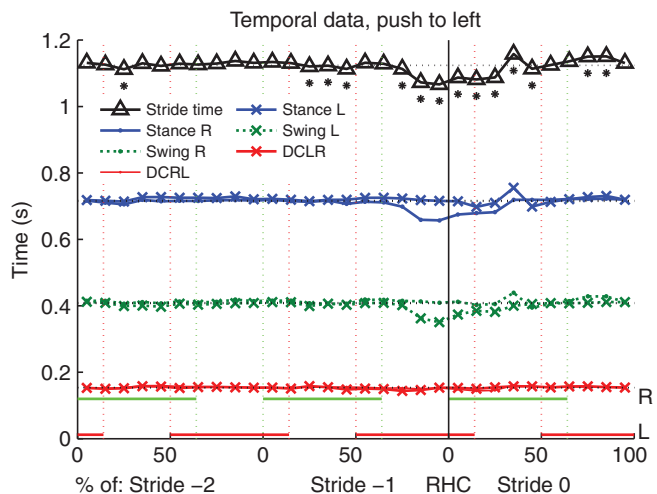 Temporal data, push to left
1.2
1
0.8
0.6
0.4
0.2
0
Time (s)
Stride time
Stance L
Stance R
Swing L
Swing R
DCLR
DCRL
R
L
0 50 0 50 0 50 100
% of: Stride −2 Stride −1 RHC Stride 0